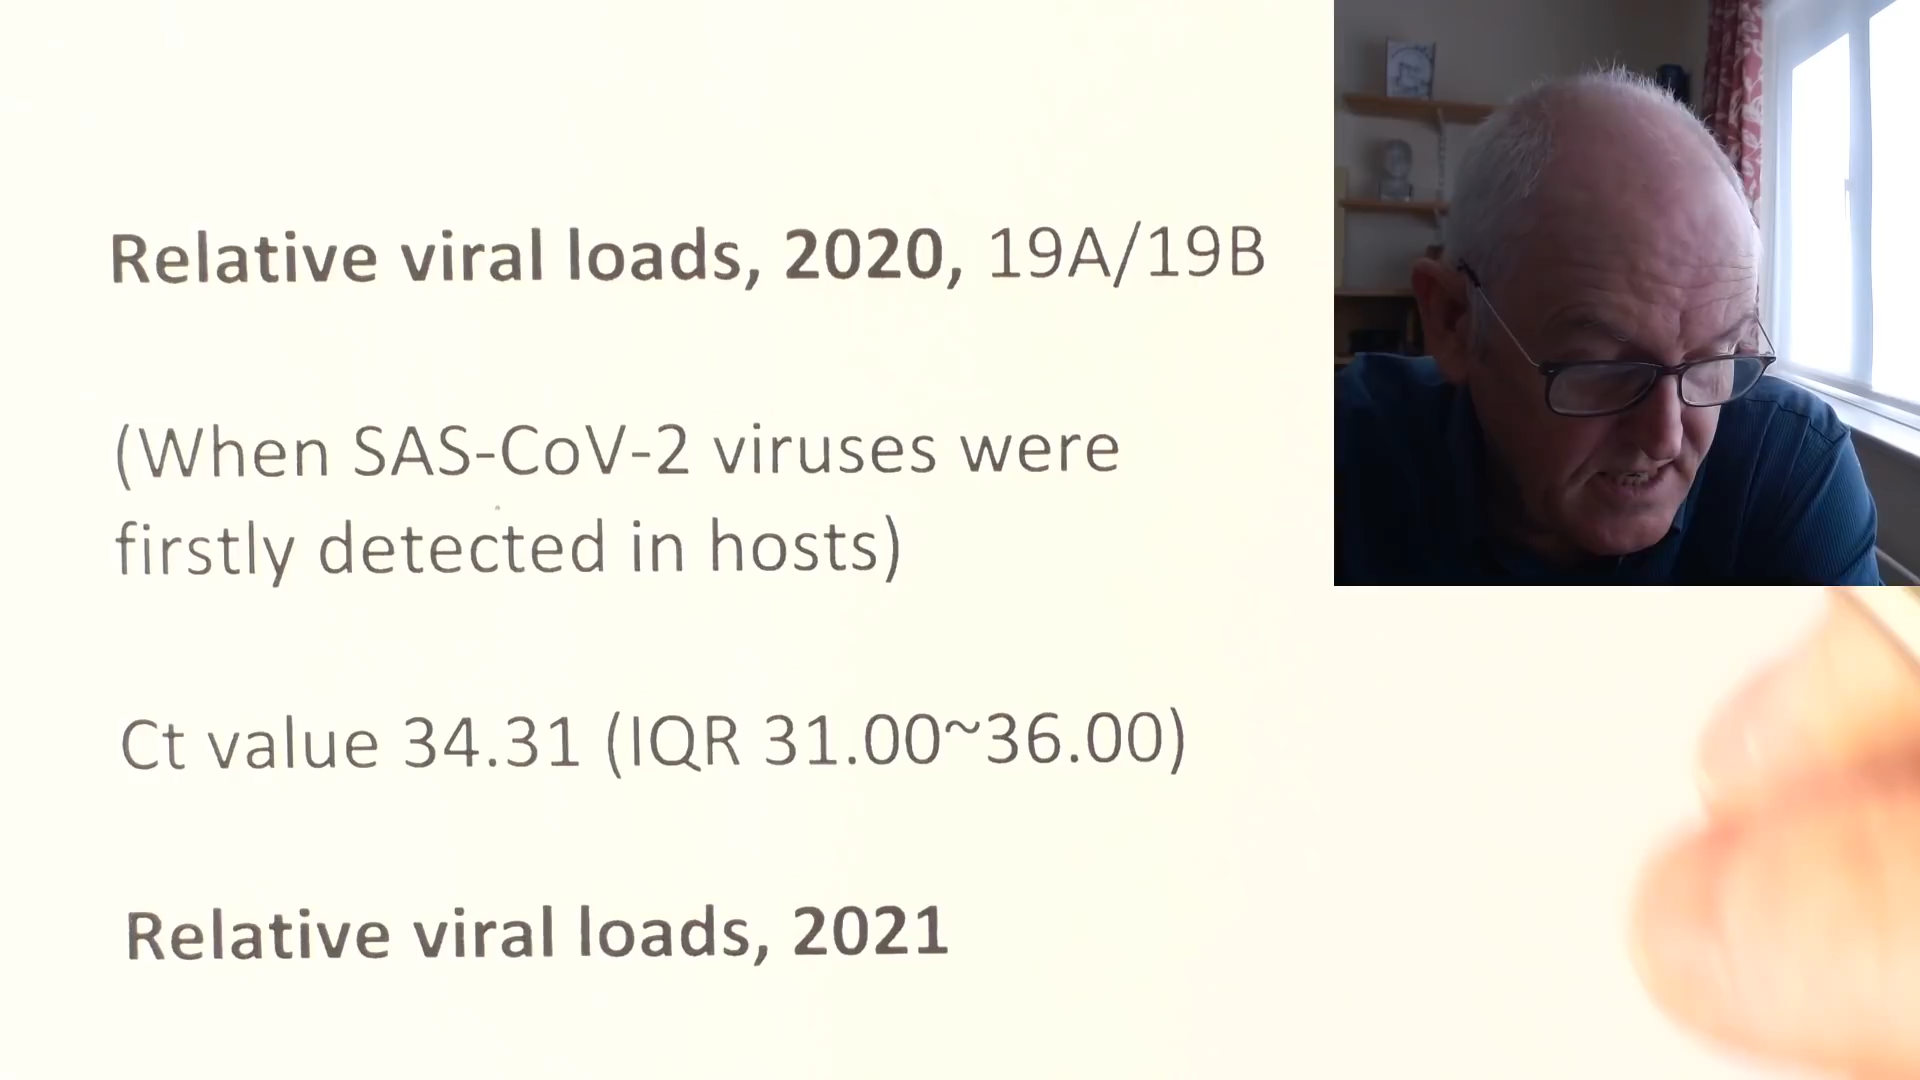 Relative viral loads, 2020, 19A/19B
(When SAS-CoV-2 viruses were
firstly detected in hosts)
Ct value 34.31 (IQR 31.00~36.00)
Relative viral loads, 2021